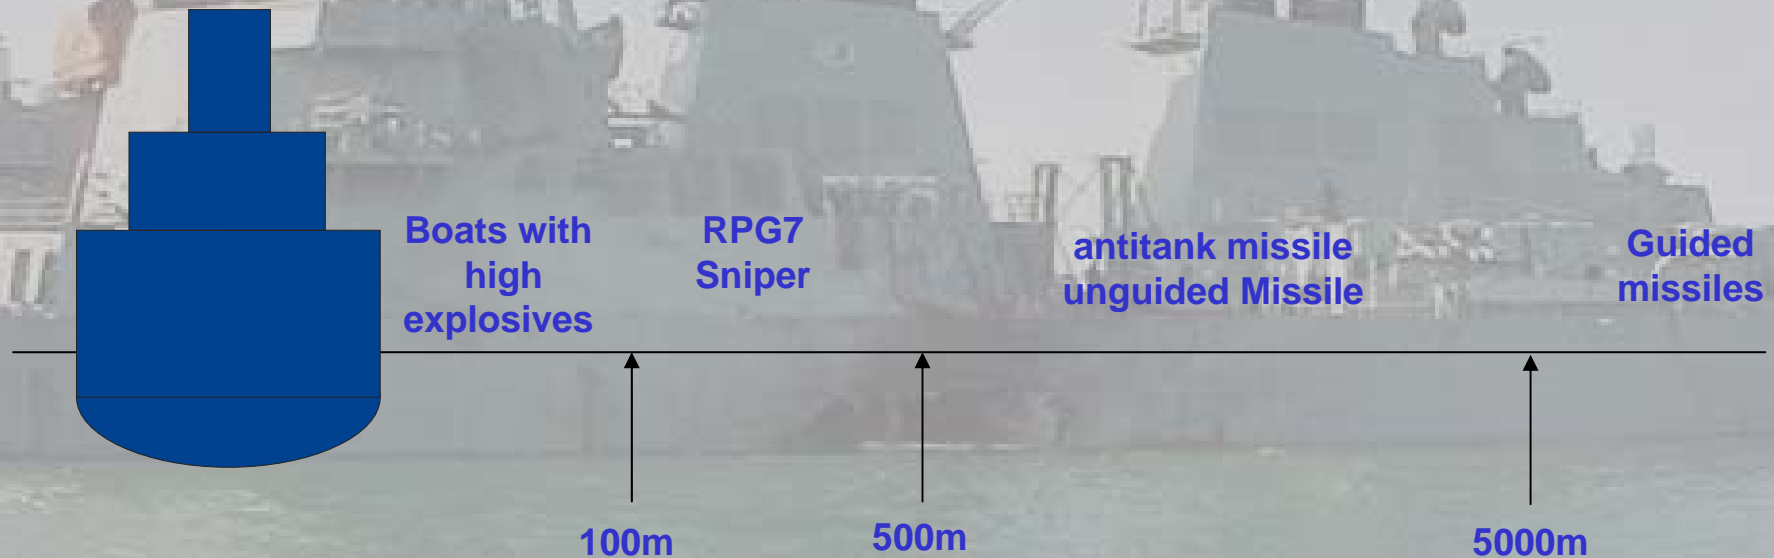 Boats with
high
explosives
RPG7
Sniper
antitank missile
unguided Missile
Guided
missiles
100m
500m
5000m